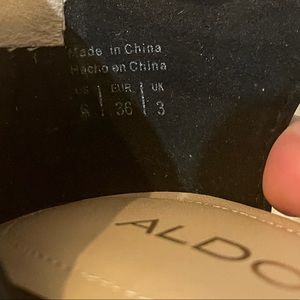 Made in China
Hecho en China
US | EUR | UK
6 | 36 | 3
ALDO